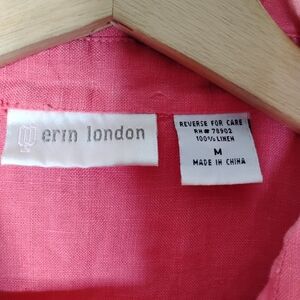 erin london
REVERSE FOR CARE
RN# 78902
100% LINEN
M
MADE IN CHINA